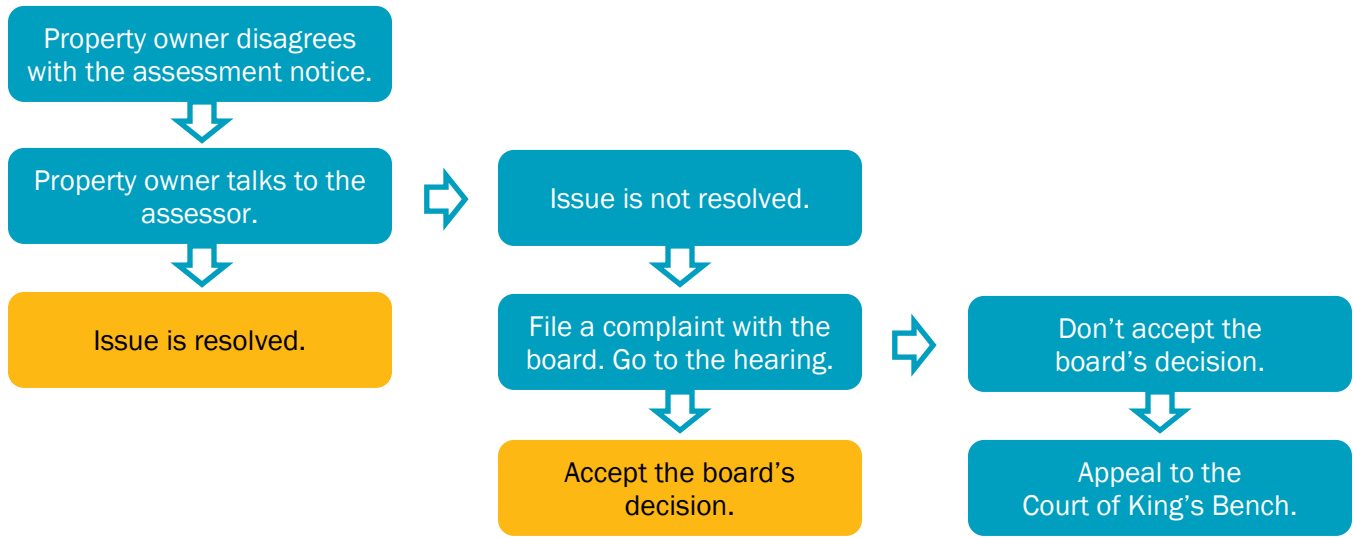 Property owner disagrees
with the assessment notice.
Property owner talks to the
assessor.
Issue is resolved.
Issue is not resolved.
File a complaint with the
board. Go to the hearing.
Accept the board’s
decision.
Don’t accept the
board’s decision.
Appeal to the
Court of King’s Bench.